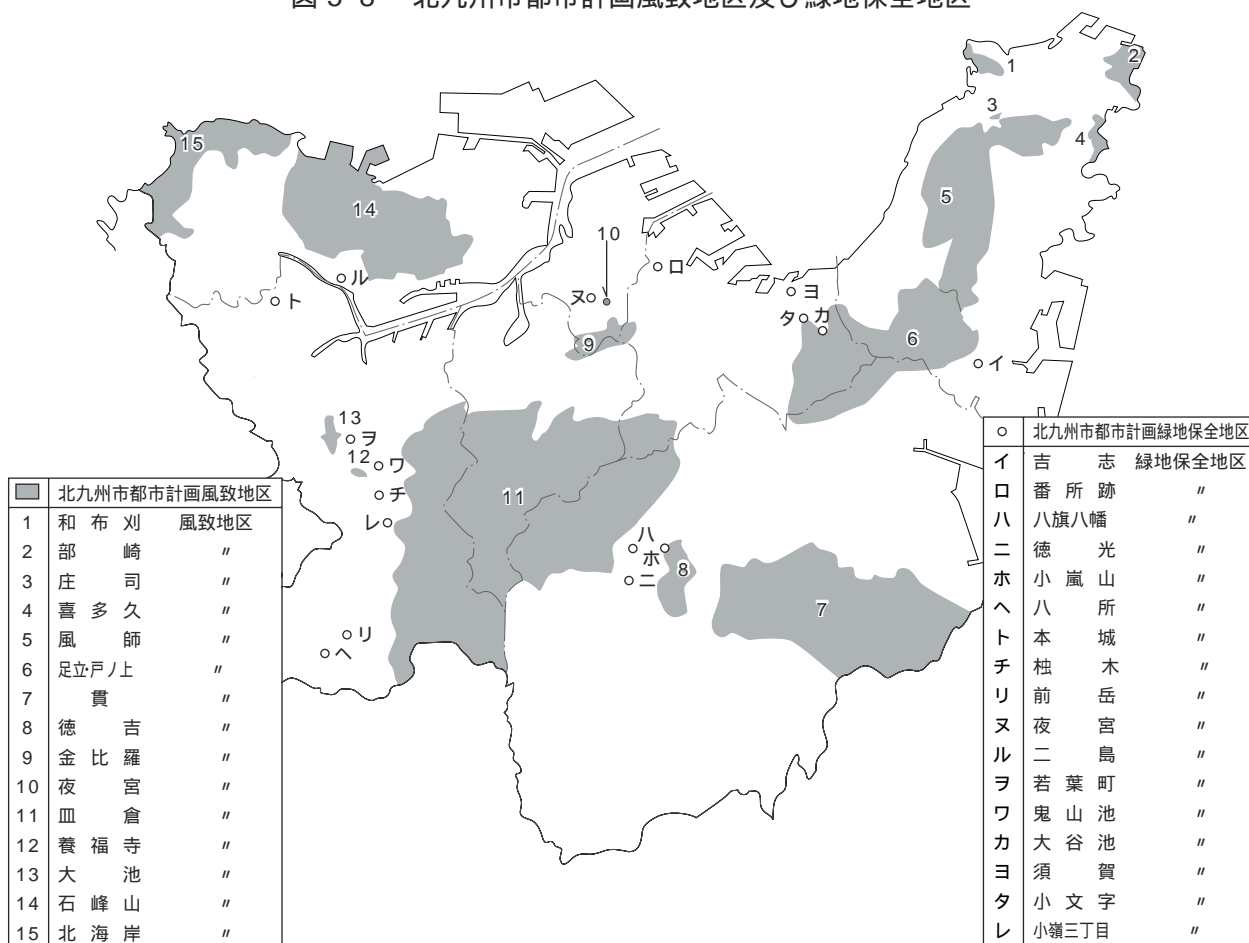 図 5-8 北九州市都市計画風致地区及び緑地保全地区
1
2
3
4
5
6
7
8
9
10
11
12
13
14
15
イ
ロ
ハ
ニ
ホ
ヘ
ト
チ
リ
ヌ
ル
ヲ
ワ
カ
ヨ
タ
レ
北九州市都市計画風致地区
1 和布刈 風致地区
2 部崎 〃
3 庄司 〃
4 喜多久 〃
5 風師 〃
6 足立・戸ノ上 〃
7 貫 〃
8 徳吉 〃
9 金比羅 〃
10 夜宮 〃
11 皿倉 〃
12 養福寺 〃
13 大池 〃
14 石峰山 〃
15 北海岸 〃
○ 北九州市都市計画緑地保全地区
イ 吉志 緑地保全地区
ロ 番所跡 〃
ハ 八旗八幡 〃
ニ 徳光 〃
ホ 小嵐山 〃
ヘ 八所 〃
ト 本城 〃
チ 柚木 〃
リ 前岳 〃
ヌ 夜宮 〃
ル 二島 〃
ヲ 若葉町 〃
ワ 鬼山池 〃
カ 大谷池 〃
ヨ 須賀 〃
タ 小文字 〃
レ 小嶺三丁目 〃